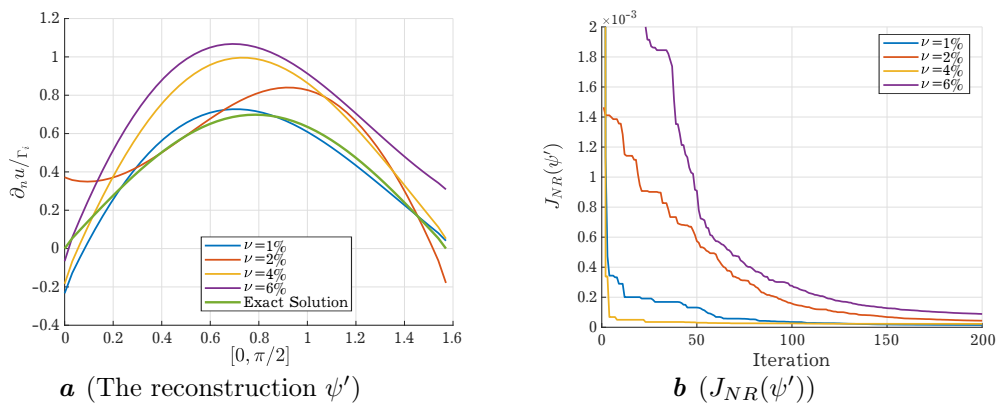 1.2
1
0.8
0.6
0.4
0.2
0
-0.2
-0.4
∂ₙu/Γᵢ
ν=1%
ν=2%
ν=4%
ν=6%
Exact Solution
0 0.2 0.4 0.6 0.8 1 1.2 1.4 1.6
[0, π/2]
a (The reconstruction ψ′)
×10⁻³
2
1.8
1.6
1.4
1.2
1
0.8
0.6
0.4
0.2
0
J_NR(ψ′)
ν=1%
ν=2%
ν=4%
ν=6%
0 50 100 150 200
Iteration
b (J_NR(ψ′))